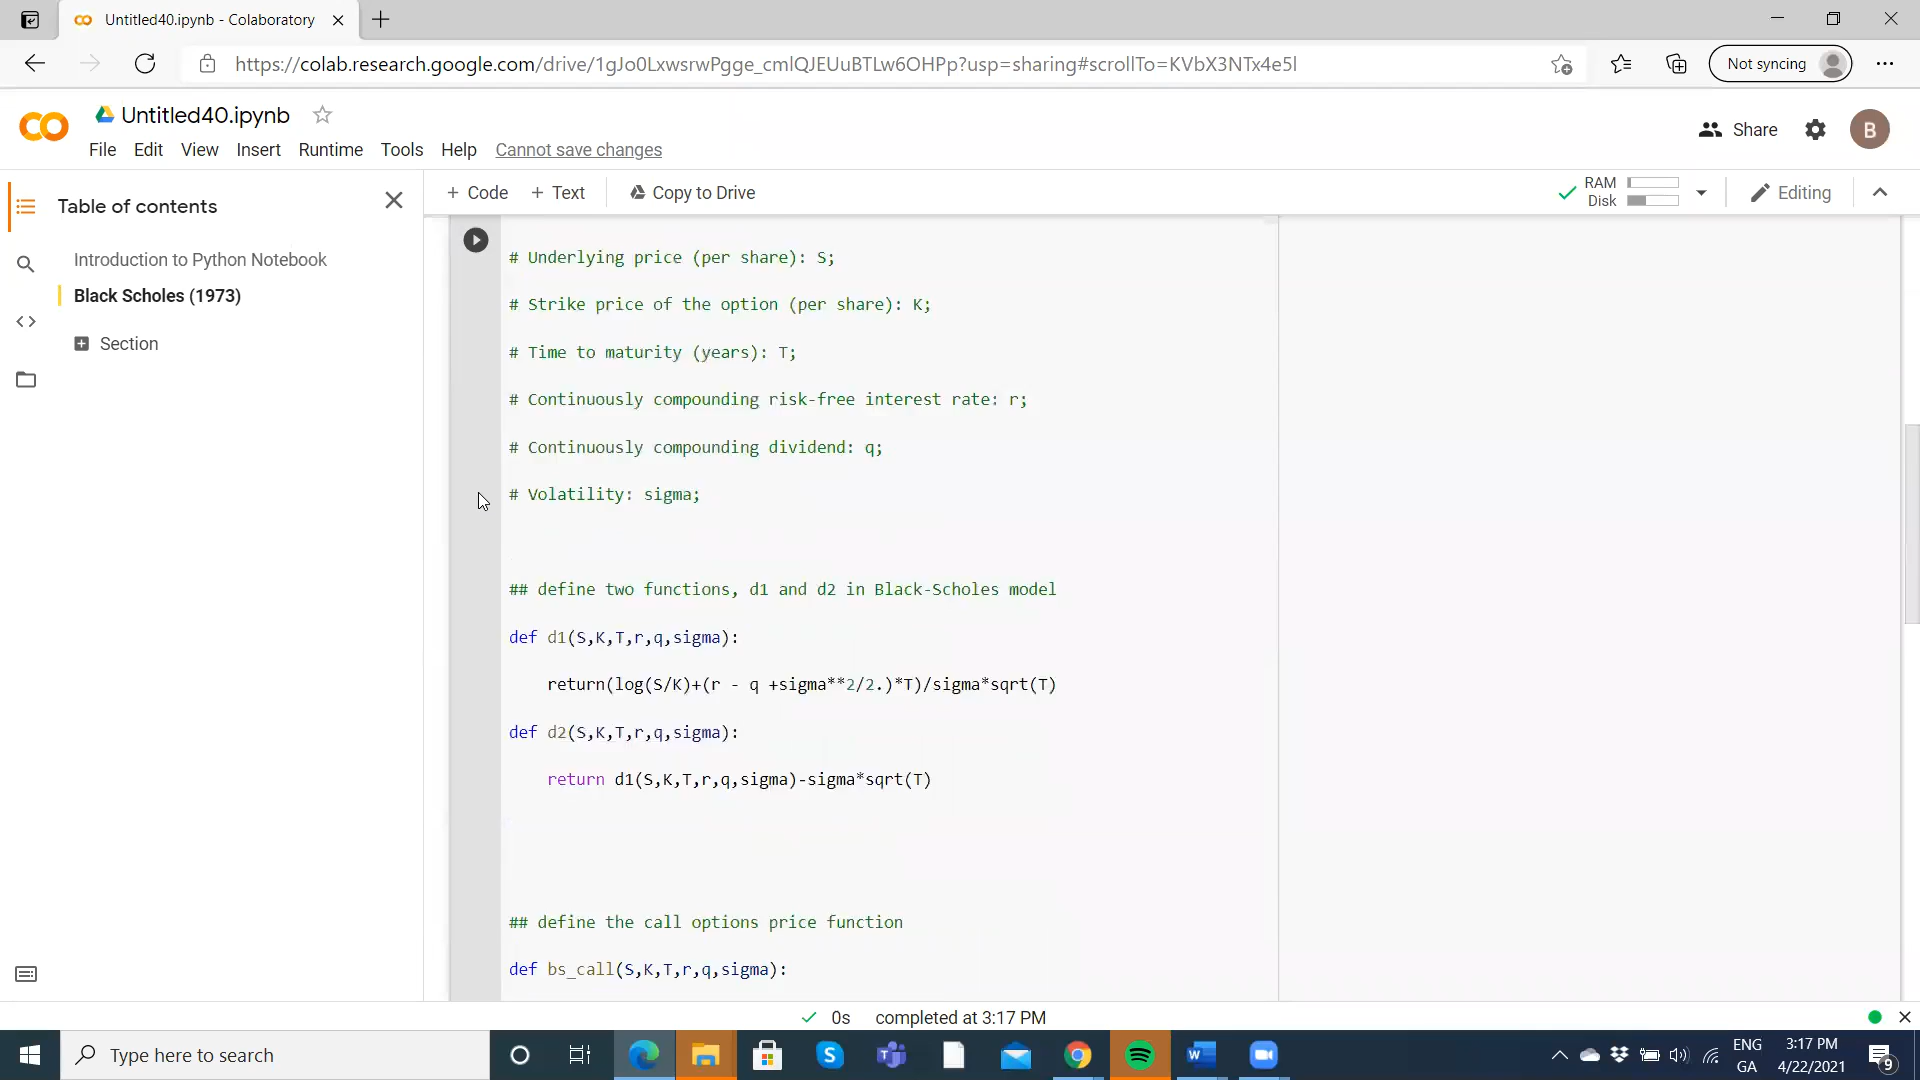 Untitled40.ipynb - Colaboratory
https://colab.research.google.com/drive/1gJo0LxwsrwPgge_cmlQJEUuBTLw6OHPp?usp=sharing#scrollTo=KVbX3NTx4e5l
Not syncing
Untitled40.ipynb
File Edit View Insert Runtime Tools Help Cannot save changes
Share
B
Table of contents
+ Code + Text Copy to Drive
RAM
Disk
Editing
Introduction to Python Notebook
Black Scholes (1973)
Section
# Underlying price (per share): S;
# Strike price of the option (per share): K;
# Time to maturity (years): T;
# Continuously compounding risk-free interest rate: r;
# Continuously compounding dividend: q;
# Volatility: sigma;
## define two functions, d1 and d2 in Black-Scholes model
def d1(S,K,T,r,q,sigma):
return(log(S/K)+(r - q +sigma**2/2.)*T)/sigma*sqrt(T)
def d2(S,K,T,r,q,sigma):
return d1(S,K,T,r,q,sigma)-sigma*sqrt(T)
## define the call options price function
def bs_call(S,K,T,r,q,sigma):
0s completed at 3:17 PM
Type here to search
ENG
GA
3:17 PM
4/22/2021
9